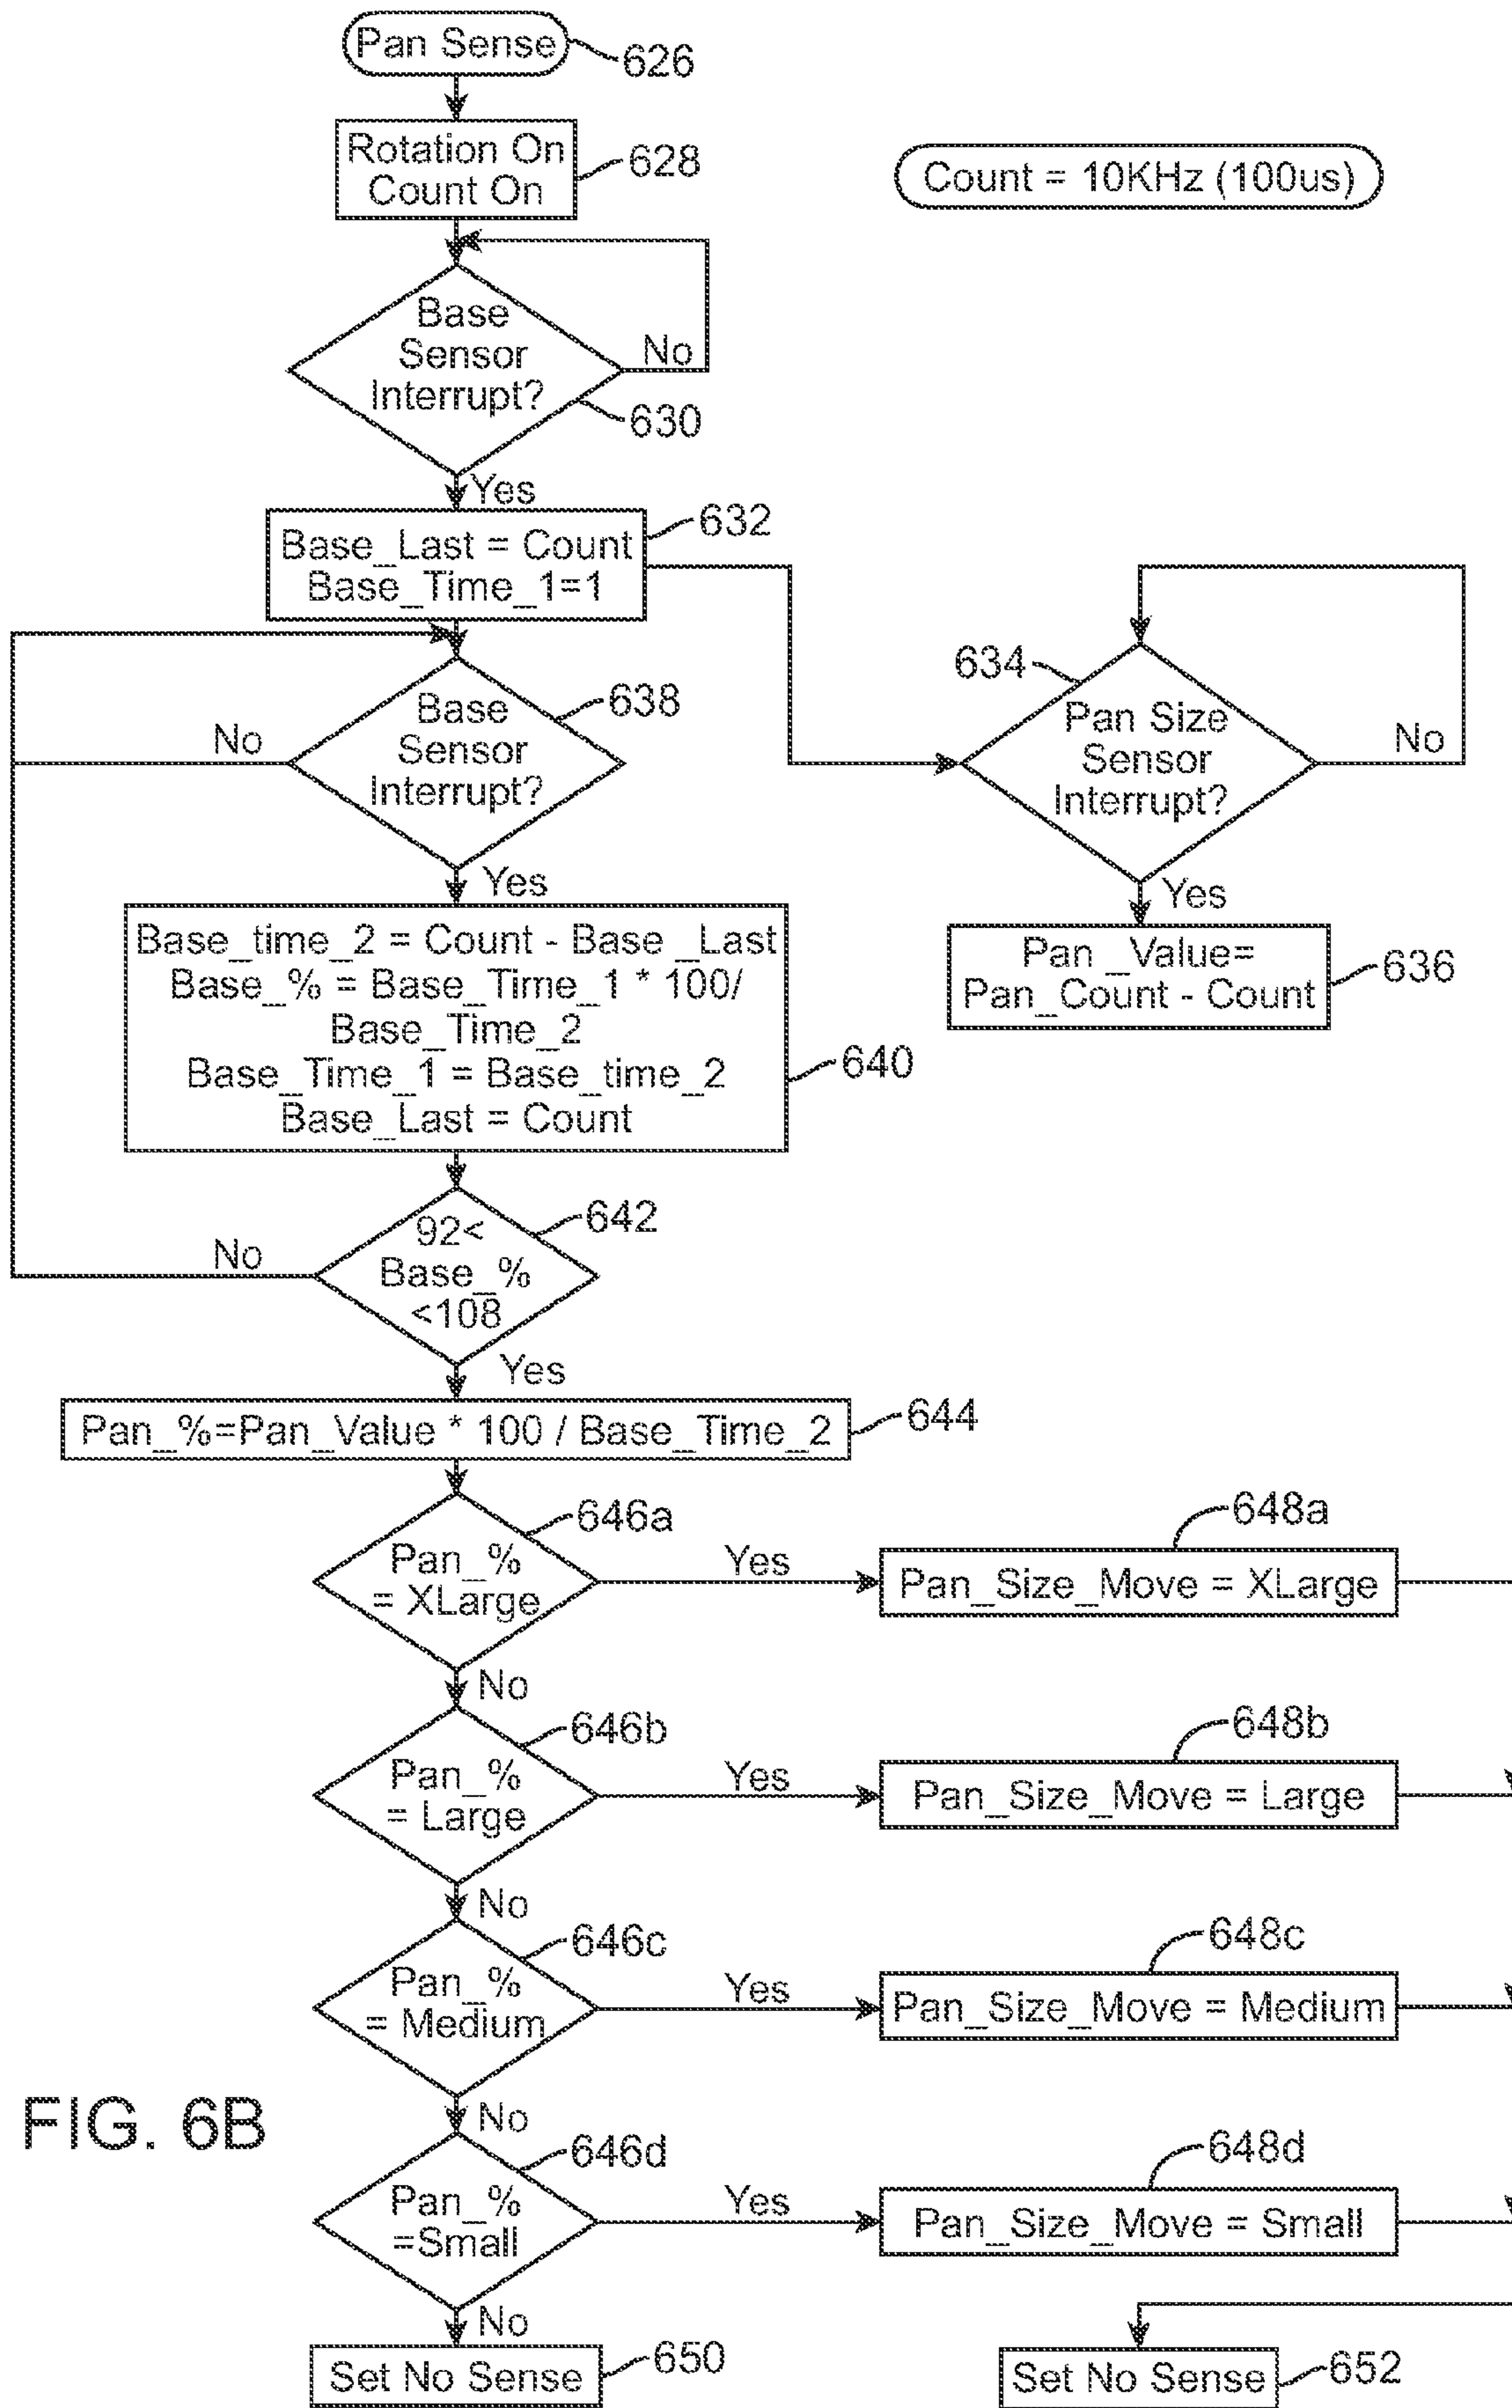 Pan Sense
626
Rotation On
Count On
628
Count = 10KHz (100us)
Base
Sensor
Interrupt?
No
630
Yes
Base_Last = Count
Base_Time_1=1
632
634
Pan Size
Sensor
Interrupt?
No
Yes
Pan _Value=
Pan_Count - Count
636
Base
Sensor
Interrupt?
638
No
Yes
Base_time_2 = Count - Base _Last
Base_% = Base_Time_1 * 100/
Base_Time_2
Base_Time_1 = Base_time_2
Base_Last = Count
640
92<
Base_%
<108
642
No
Yes
Pan_%=Pan_Value * 100 / Base_Time_2
644
Pan_%
= XLarge
646a
Yes
Pan_Size_Move = XLarge
648a
No
Pan_%
= Large
646b
Yes
Pan_Size_Move = Large
648b
No
Pan_%
= Medium
646c
Yes
Pan_Size_Move = Medium
648c
No
Pan_%
=Small
646d
Yes
Pan_Size_Move = Small
648d
No
Set No Sense
650
Set No Sense
652
FIG. 6B